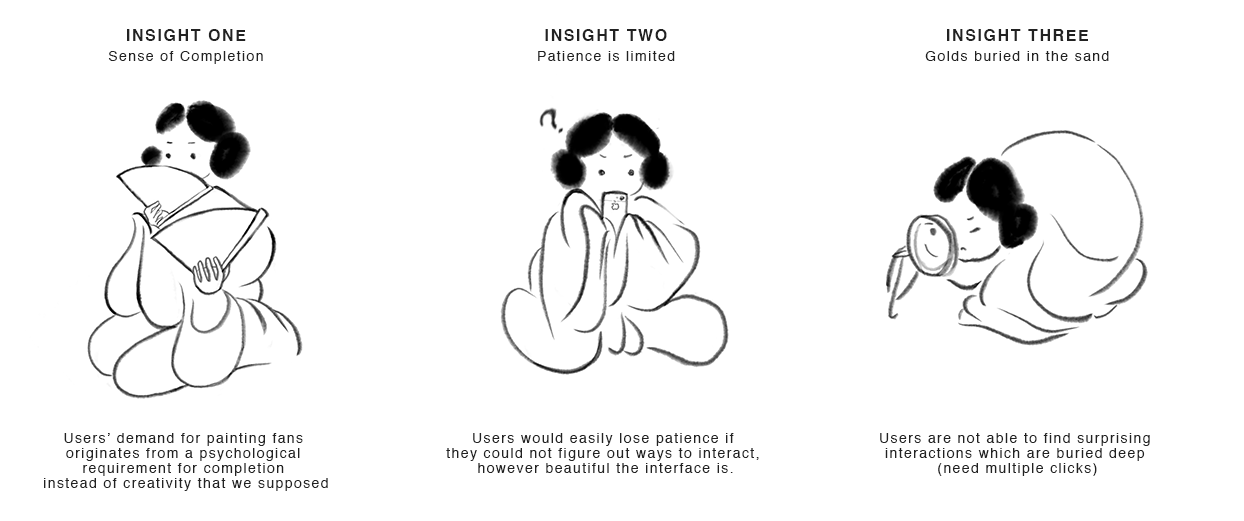 INSIGHT ONE
Sense of Completion
Users’ demand for painting fans
originates from a psychological
requirement for completion
instead of creativity that we supposed
INSIGHT TWO
Patience is limited
?
Users would easily lose patience if
they could not figure out ways to interact,
however beautiful the interface is.
INSIGHT THREE
Golds buried in the sand
Users are not able to find surprising
interactions which are buried deep
(need multiple clicks)